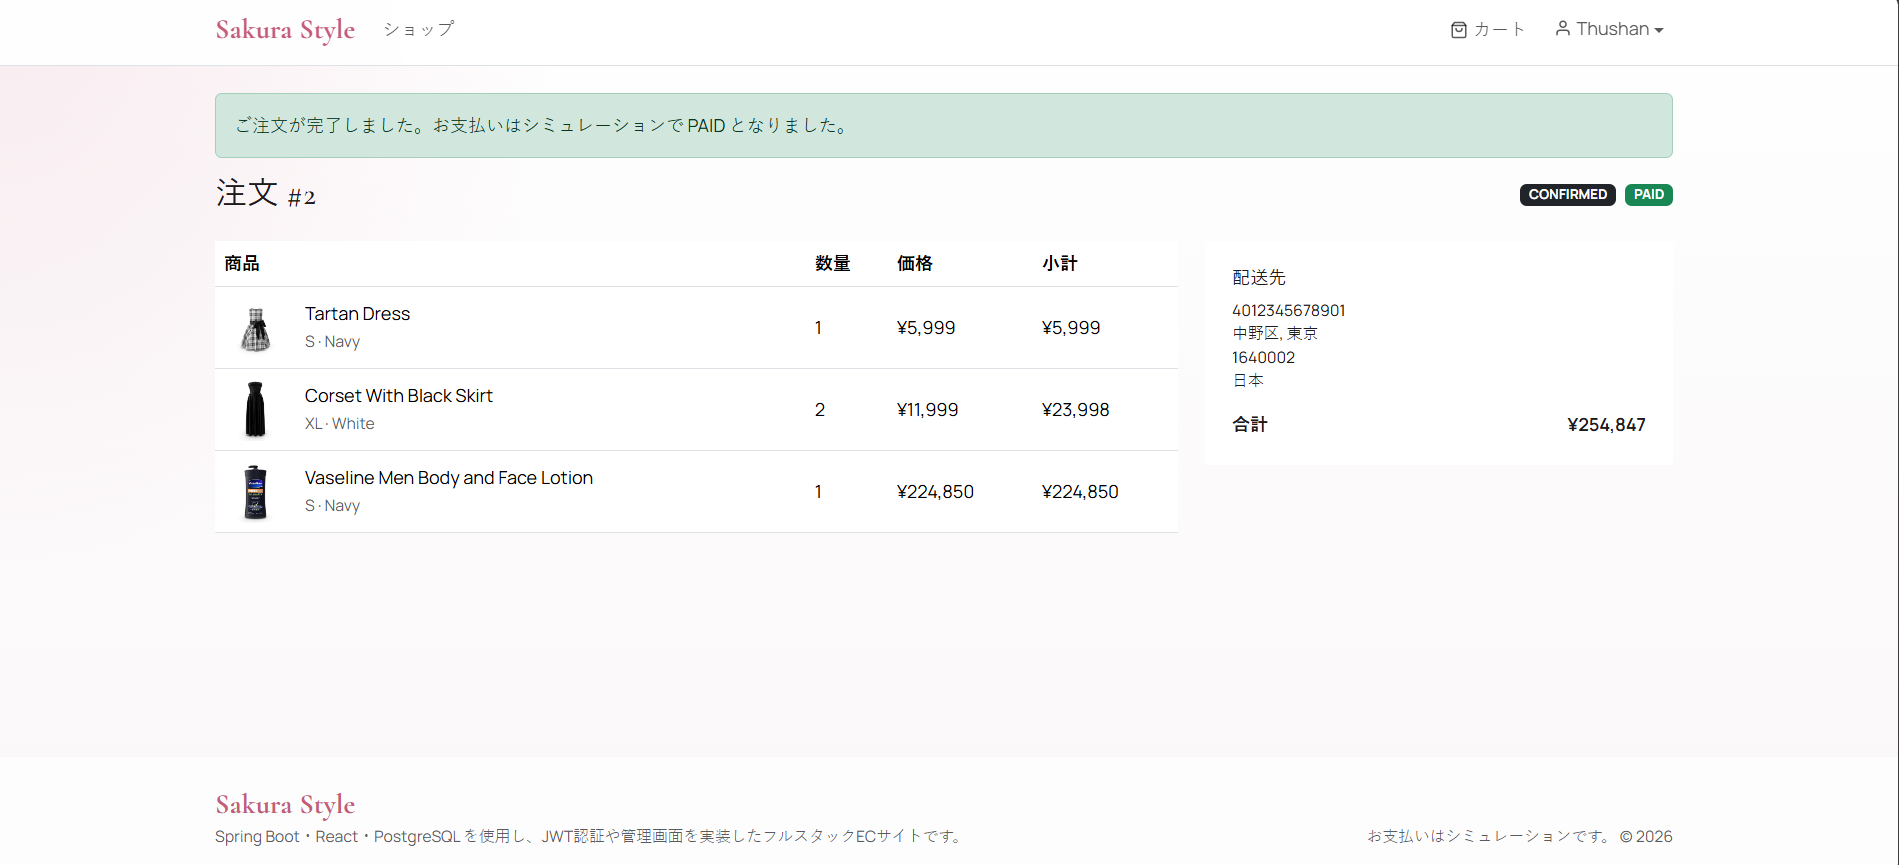 Sakura Style ショップ カート Thushan
ご注文が完了しました。お支払いはシミュレーションで PAID となりました。
注文 #2 CONFIRMED PAID
商品 数量 価格 小計
Tartan Dress
S · Navy
1 ¥5,999 ¥5,999
Corset With Black Skirt
XL · White
2 ¥11,999 ¥23,998
Vaseline Men Body and Face Lotion
S · Navy
1 ¥224,850 ¥224,850
配送先
4012345678901
中野区, 東京
1640002
日本
合計 ¥254,847
Sakura Style
Spring Boot・React・PostgreSQL を使用し、JWT認証や管理画面を実装したフルスタックECサイトです。
お支払いはシミュレーションです。 © 2026